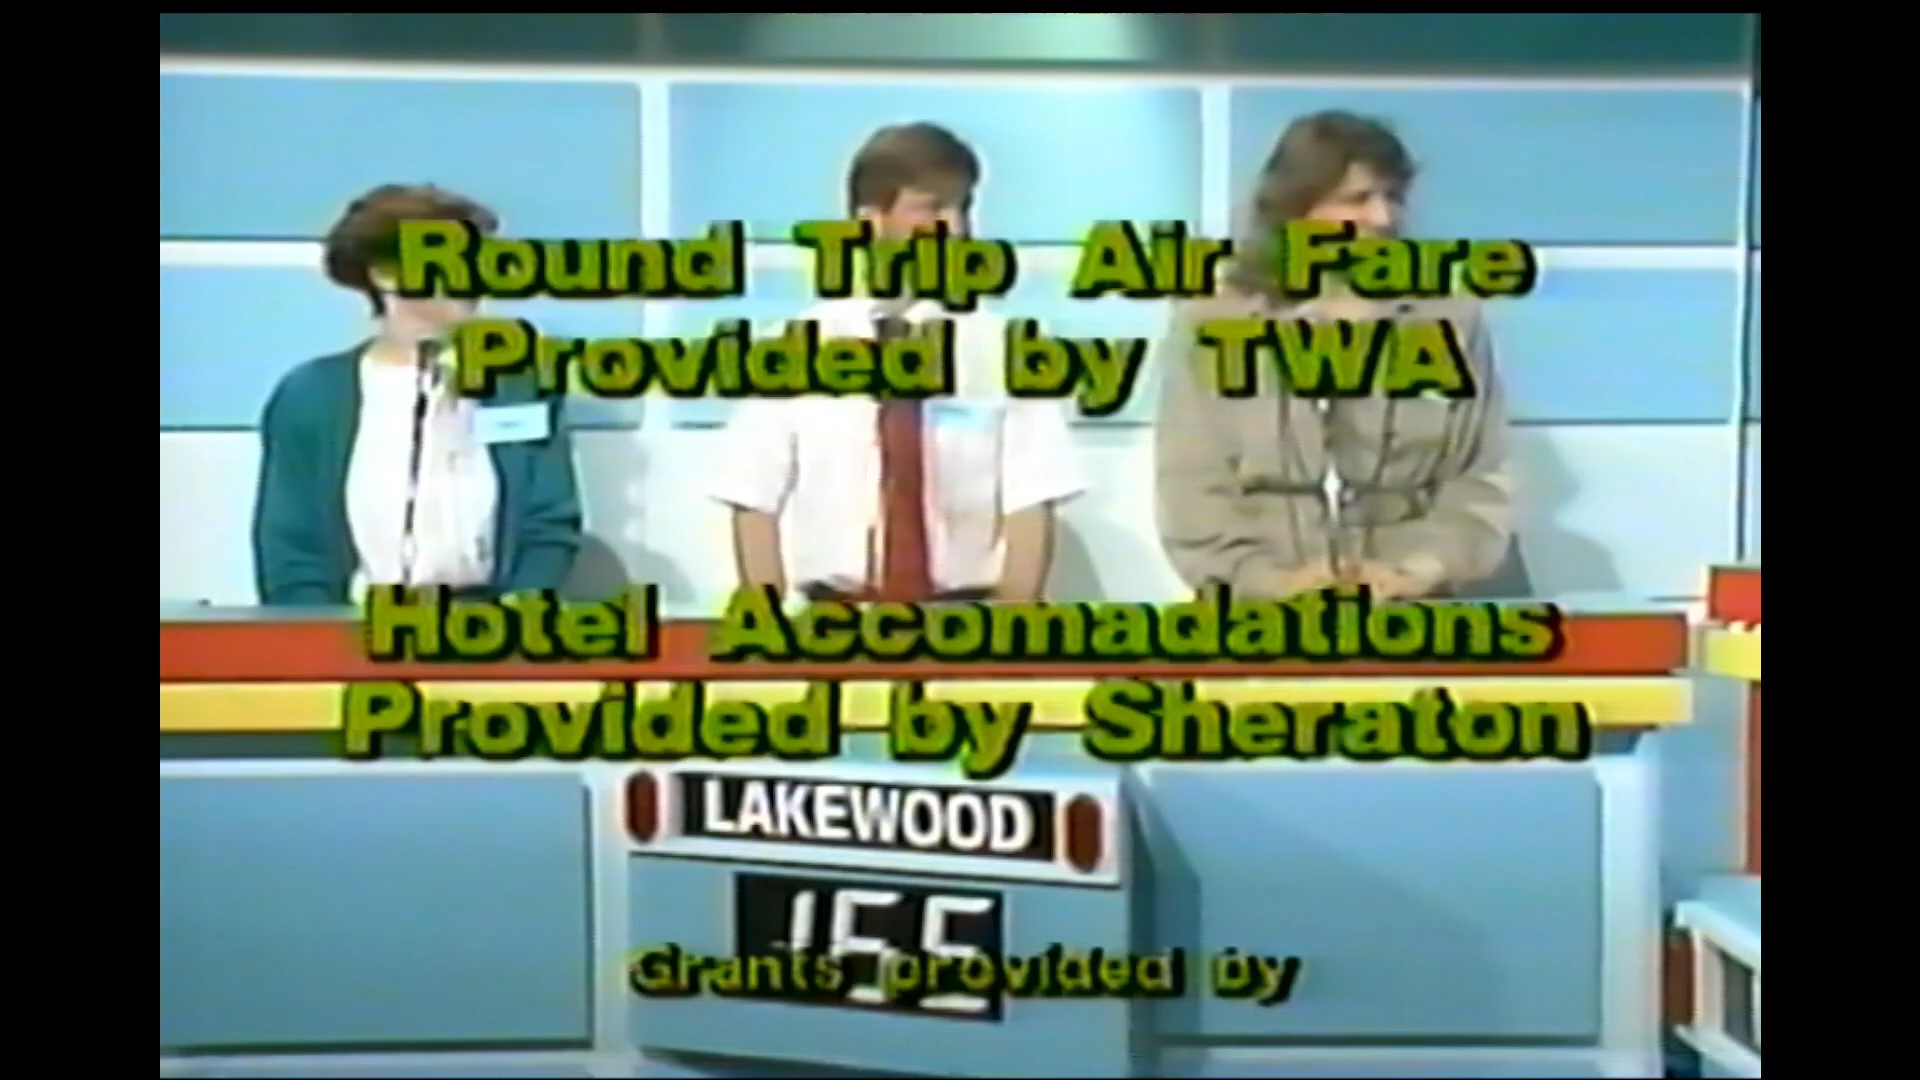 Round Trip Air Fare
Provided by TWA
Hotel Accomadations
Provided by Sheraton
LAKEWOOD
155
Grants provided by